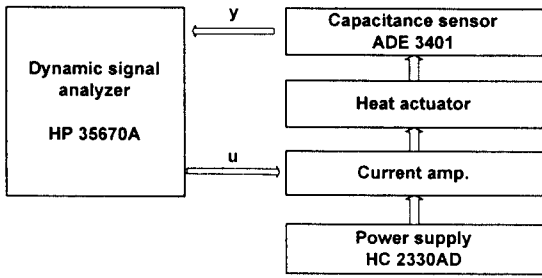 Dynamic signal
analyzer
HP 35670A
y
u
Capacitance sensor
ADE 3401
Heat actuator
Current amp.
Power supply
HC 2330AD